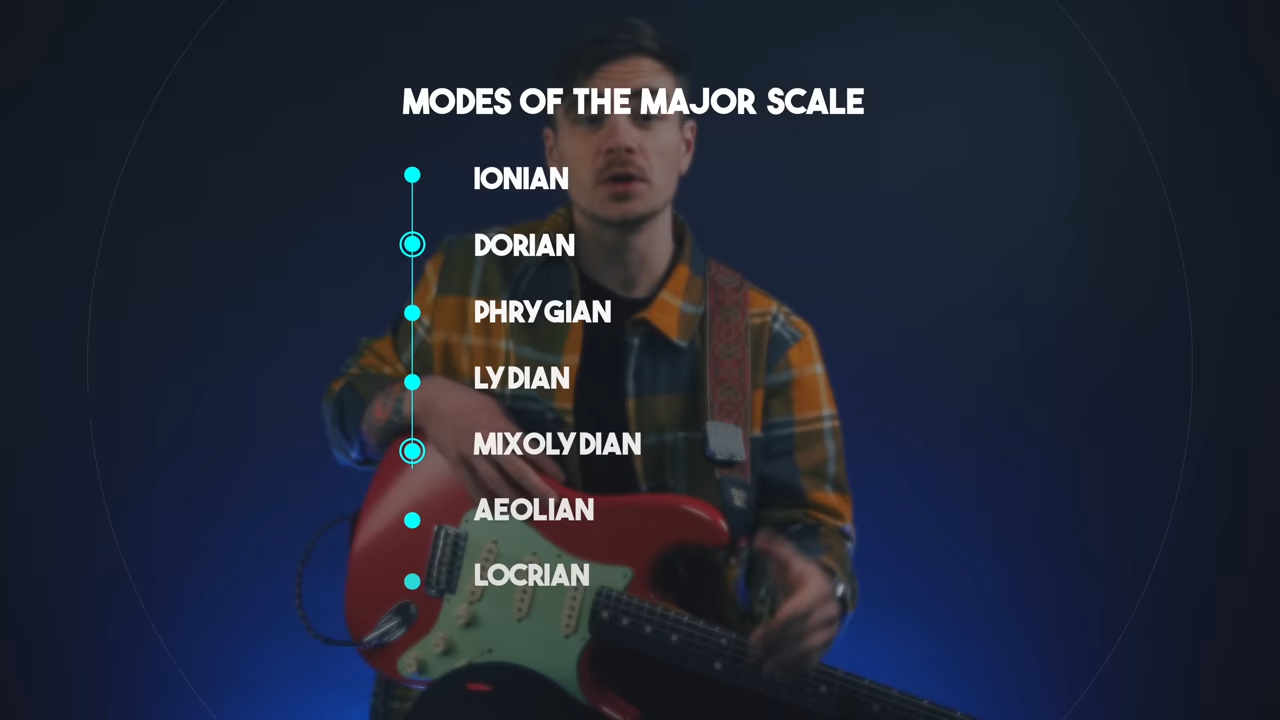 MODES OF THE MAJOR SCALE
IONIAN
DORIAN
PHRYGIAN
LYDIAN
MIXOLYDIAN
AEOLIAN
LOCRIAN